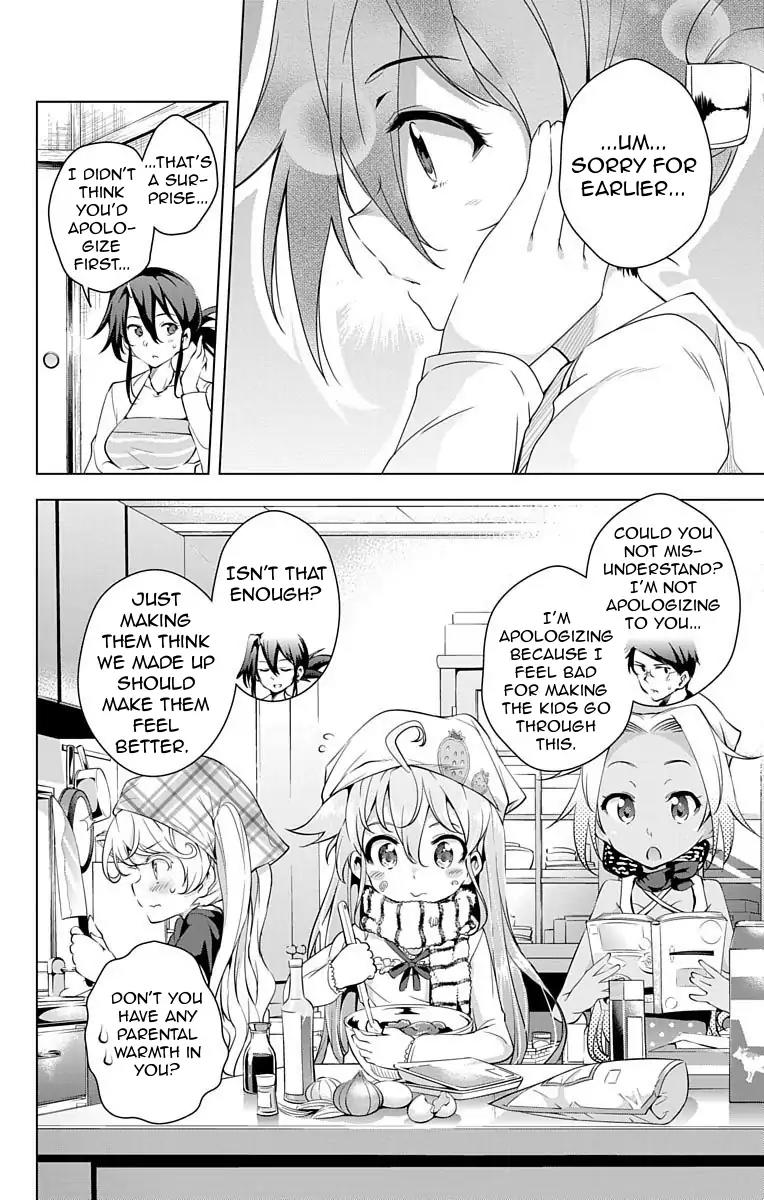 ...UM...
SORRY FOR
EARLIER...
...THAT'S
A SUR-
PRISE...
I DIDN'T
THINK
YOU'D
APOLO-
GIZE
FIRST...
COULD YOU
NOT MIS-
UNDERSTAND?
I'M NOT
APOLOGIZING
TO YOU...
I'M
APOLOGIZING
BECAUSE I
FEEL BAD
FOR MAKING
THE KIDS GO
THROUGH
THIS.
ISN'T THAT
ENOUGH?
JUST
MAKING
THEM THINK
WE MADE UP
SHOULD
MAKE THEM
FEEL
BETTER.
DON'T YOU
HAVE ANY
PARENTAL
WARMTH IN
YOU?